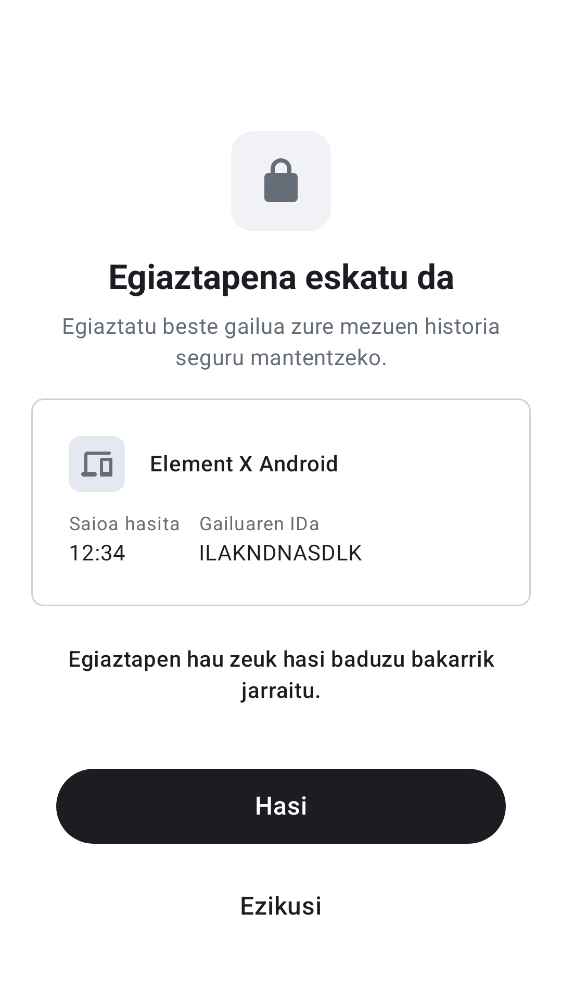 Egiaztapena eskatu da
Egiaztatu beste gailua zure mezuen historia
seguru mantentzeko.
Element X Android
Saioa hasita Gailuaren IDa
12:34 ILAKNDNASDLK
Egiaztapen hau zeuk hasi baduzu bakarrik
jarraitu.
Hasi
Ezikusi